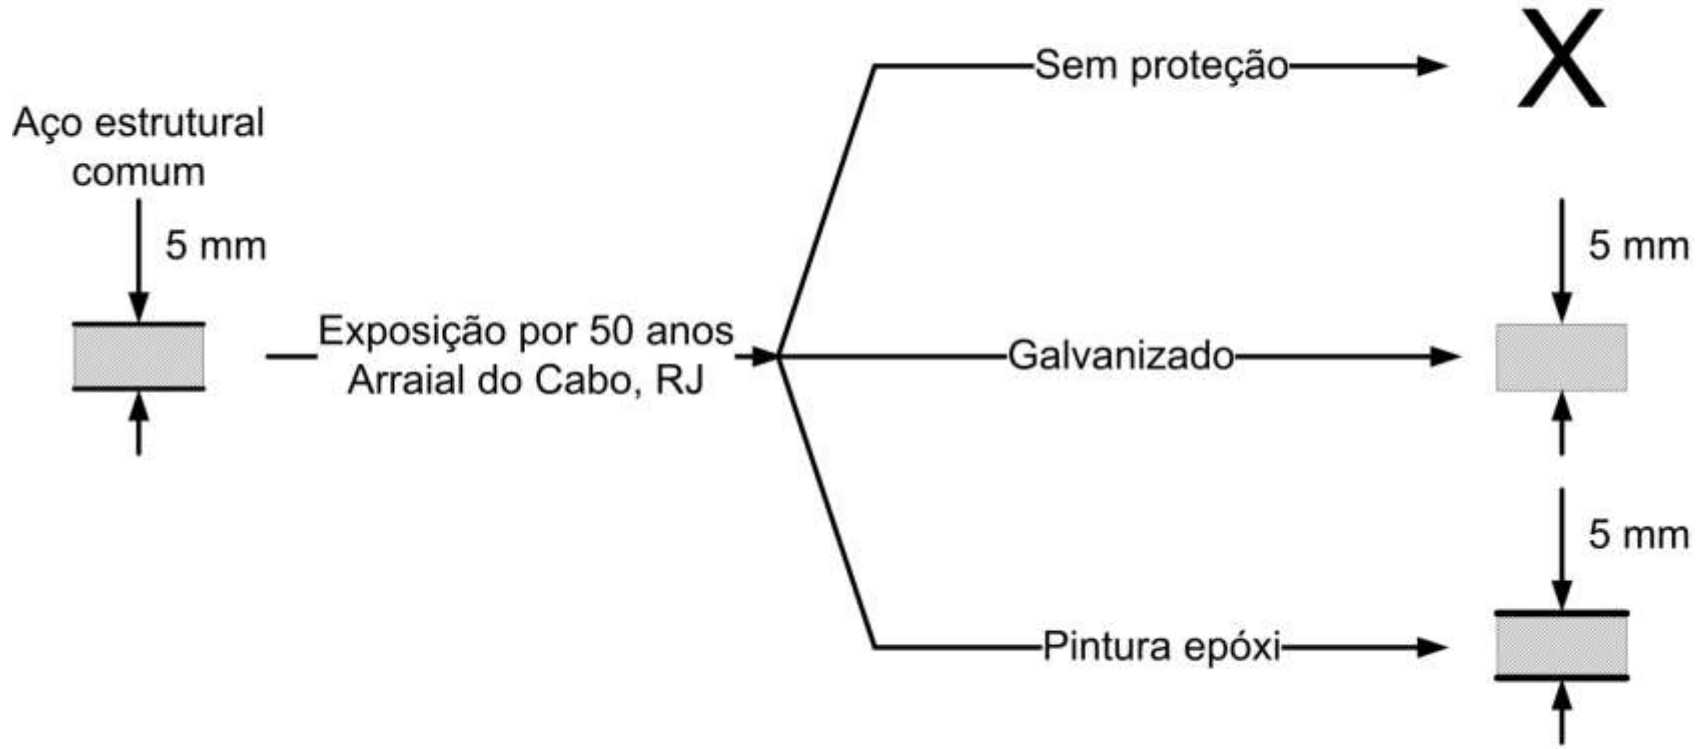 Aço estrutural
comum
5 mm
Exposição por 50 anos
Arraial do Cabo, RJ
Sem proteção
X
Galvanizado
5 mm
Pintura epóxi
5 mm